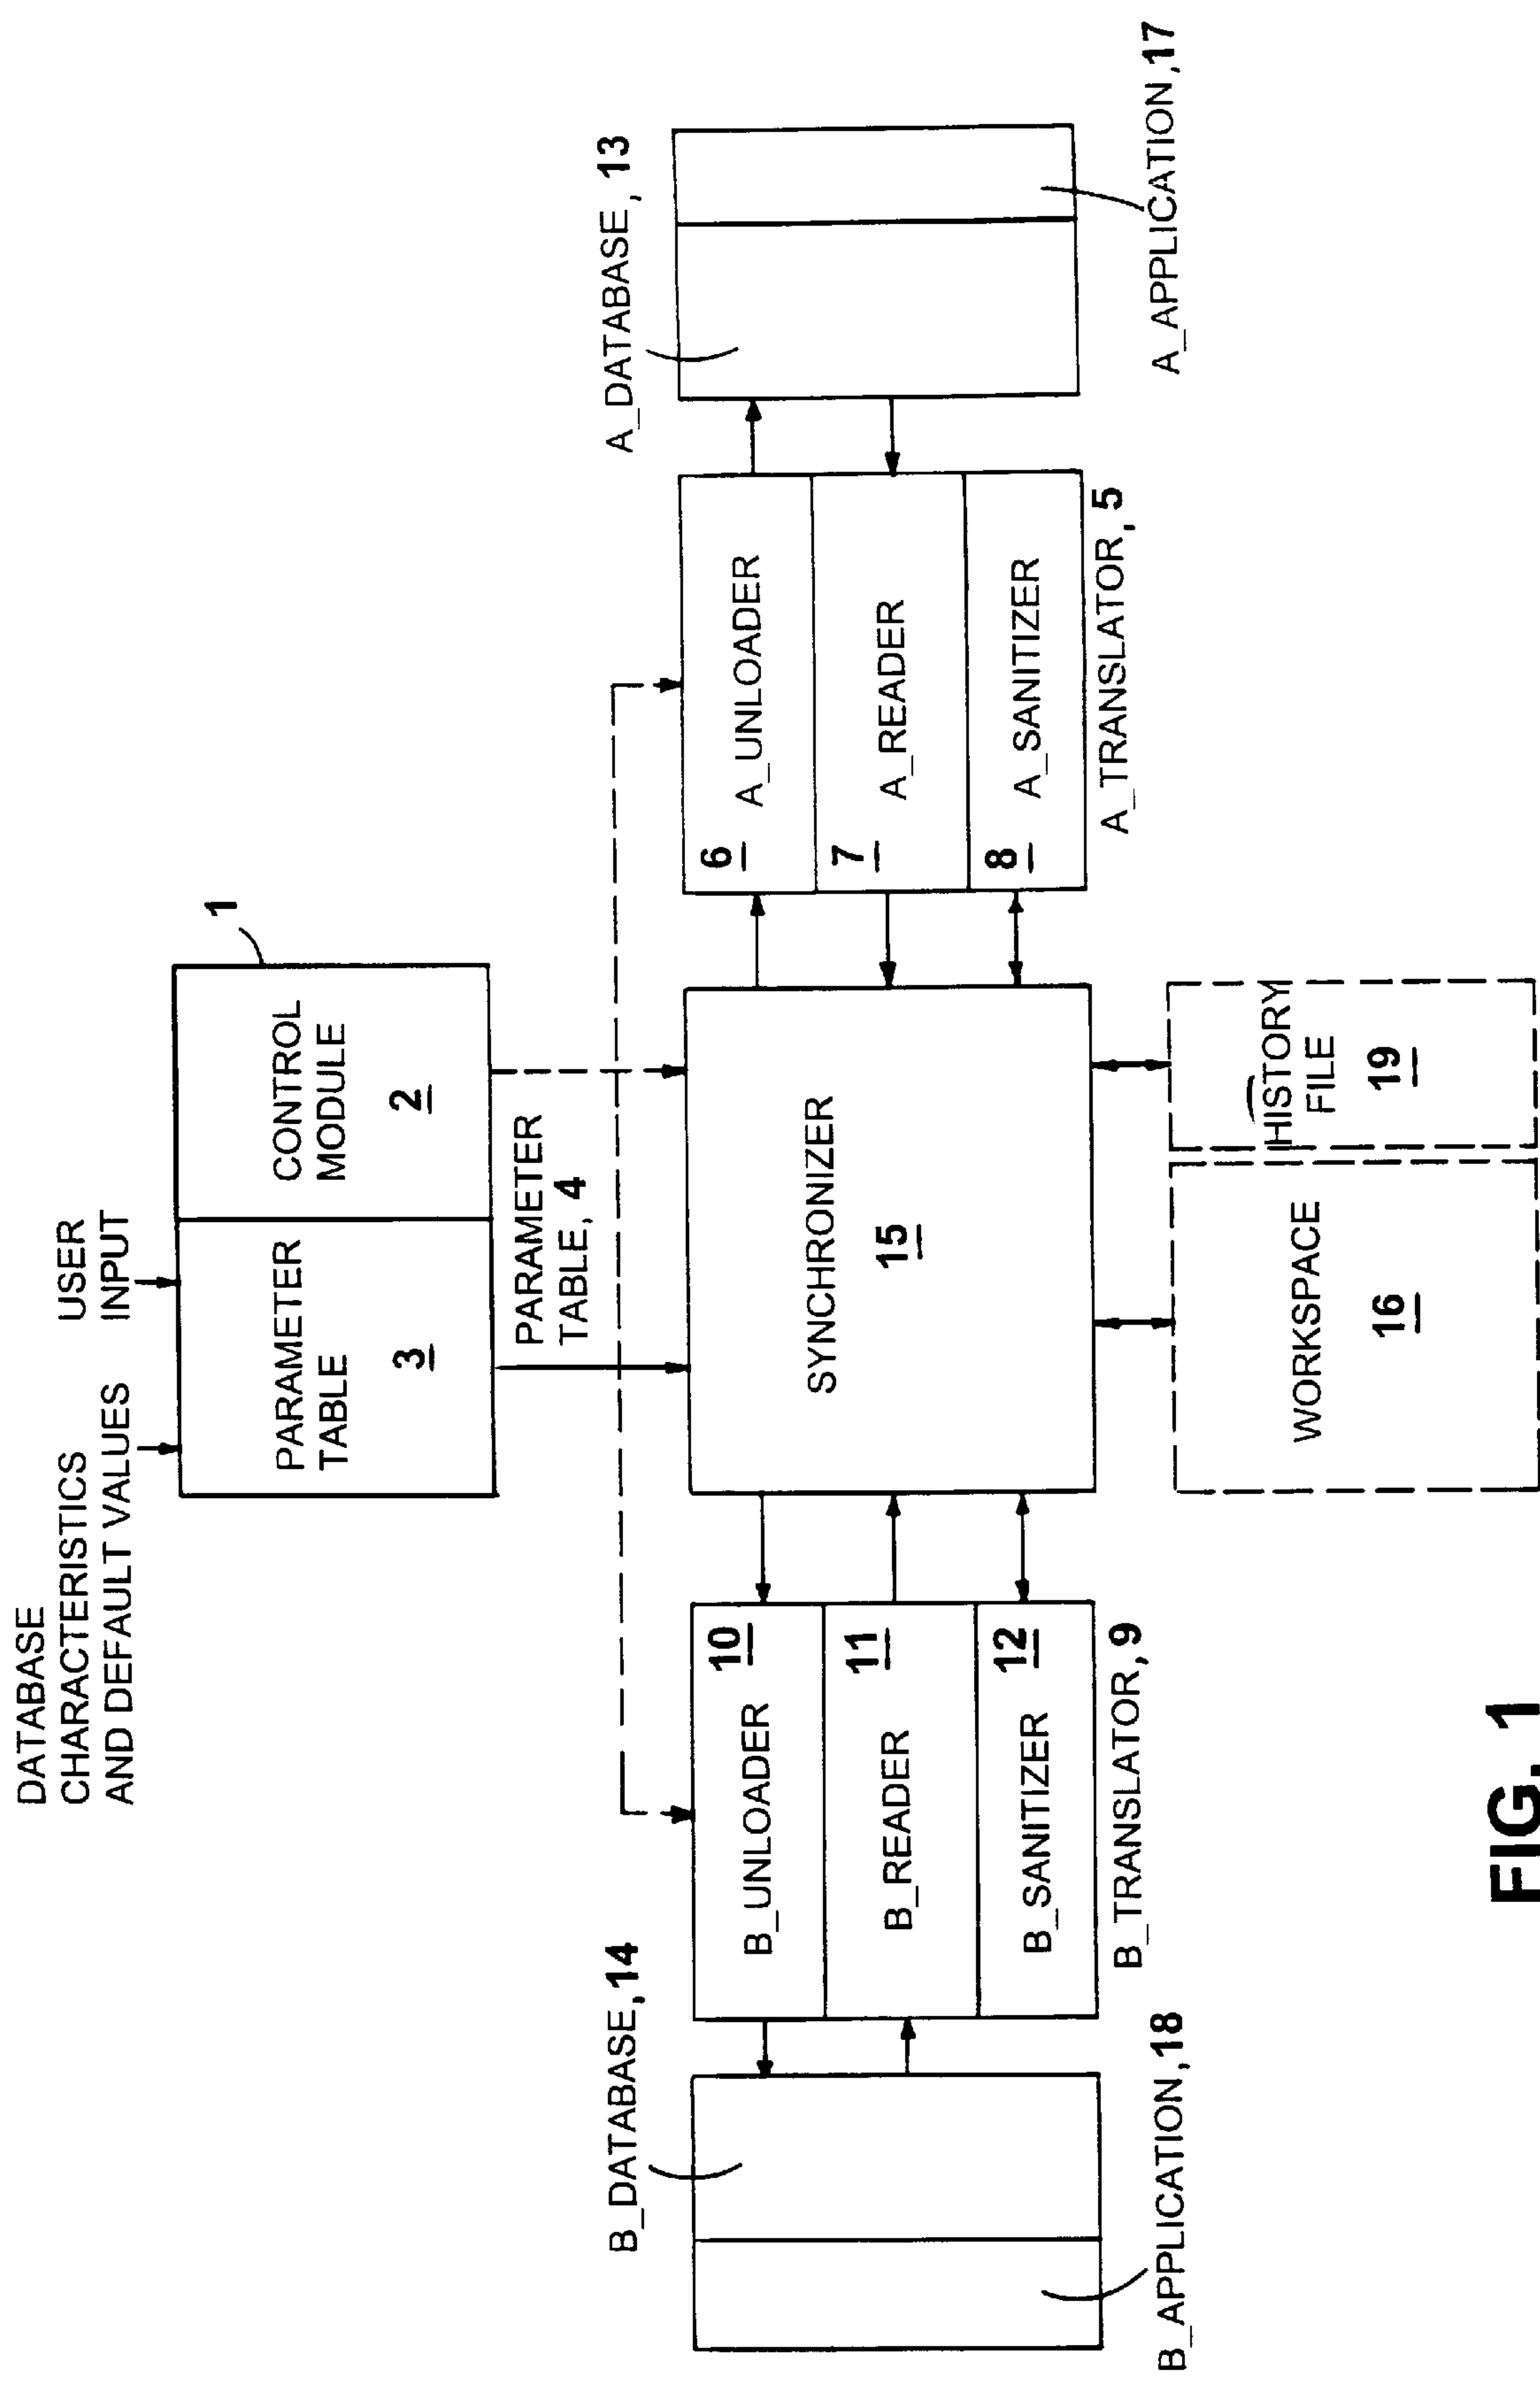 DATABASE
CHARACTERISTICS
AND DEFAULT VALUES
USER
INPUT
1
PARAMETER
TABLE
3
CONTROL
MODULE
2
PARAMETER
TABLE, 4
B_DATABASE,14
B_APPLICATION,18
10
B_UNLOADER
11
B_READER
12
B_SANITIZER
B_TRANSLATOR,9
SYNCHRONIZER
15
6
A_UNLOADER
7
A_READER
8
A_SANITIZER
A_TRANSLATOR, 5
A_DATABASE, 13
A_APPLICATION,17
WORKSPACE
16
HISTORY
FILE
19
FIG. 1